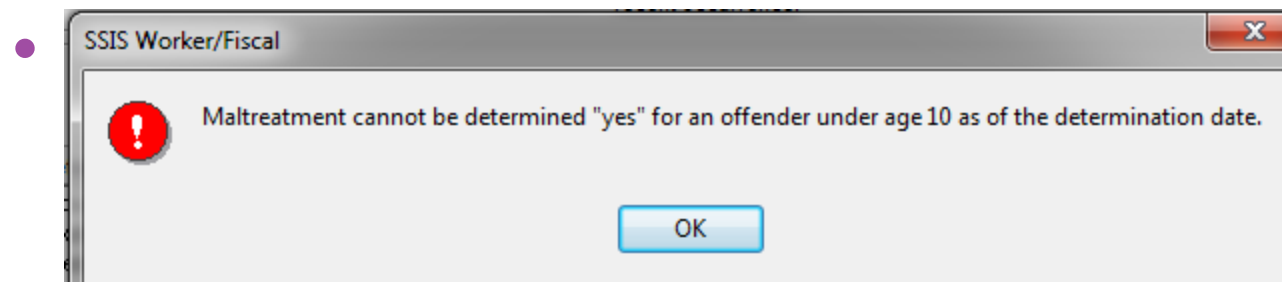 SSIS Worker/Fiscal
Maltreatment cannot be determined "yes" for an offender under age 10 as of the determination date.
OK